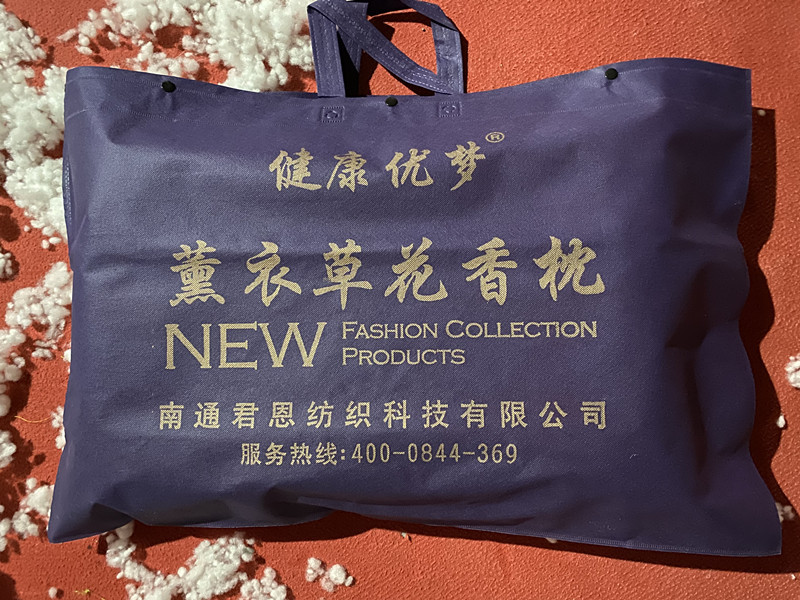 健康优梦®
薰衣草花香枕
NEW FASHION COLLECTION
PRODUCTS
南通君恩纺织科技有限公司
服务热线:400-0844-369